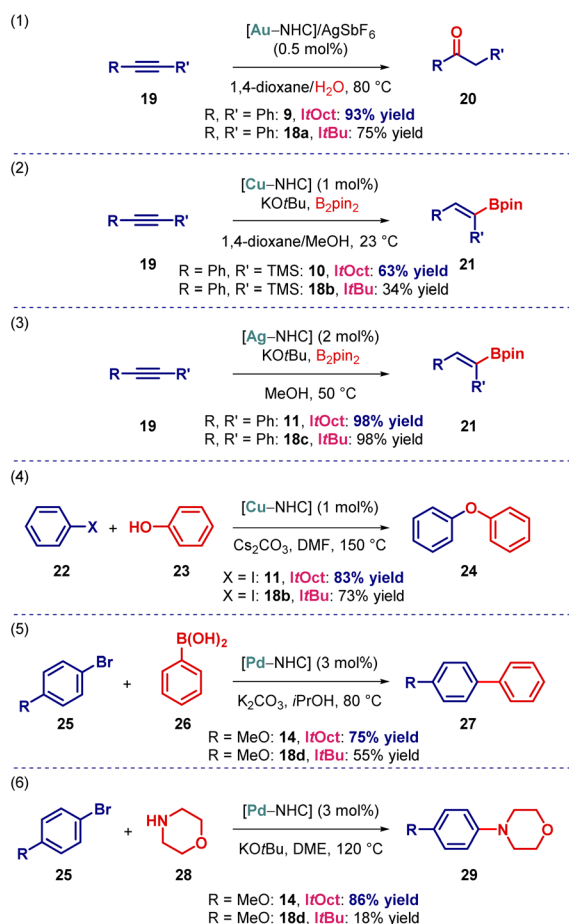 (1)
[Au–NHC]/AgSbF6
(0.5 mol%)
R R'
1,4-dioxane/H2O, 80 °C
O
R R'
19
20
R, R' = Ph: 9, ItOct: 93% yield
R, R' = Ph: 18a, ItBu: 75% yield
(2)
[Cu–NHC] (1 mol%)
KOtBu, B2pin2
R R'
1,4-dioxane/MeOH, 23 °C
R Bpin
R'
19
21
R = Ph, R' = TMS: 10, ItOct: 63% yield
R = Ph, R' = TMS: 18b, ItBu: 34% yield
(3)
[Ag–NHC] (2 mol%)
KOtBu, B2pin2
R R'
MeOH, 50 °C
R Bpin
R'
19
21
R, R' = Ph: 11, ItOct: 98% yield
R, R' = Ph: 18c, ItBu: 98% yield
(4)
[Cu–NHC] (1 mol%)
X + HO
Cs2CO3, DMF, 150 °C
O
22 23 24
X = I: 11, ItOct: 83% yield
X = I: 18b, ItBu: 73% yield
(5)
B(OH)2
Br
[Pd–NHC] (3 mol%)
R + 
K2CO3, iPrOH, 80 °C
R
25 26 27
R = MeO: 14, ItOct: 75% yield
R = MeO: 18d, ItBu: 55% yield
(6)
Br
[Pd–NHC] (3 mol%)
R + HN O
KOtBu, DME, 120 °C
R N O
25 28 29
R = MeO: 14, ItOct: 86% yield
R = MeO: 18d, ItBu: 18% yield